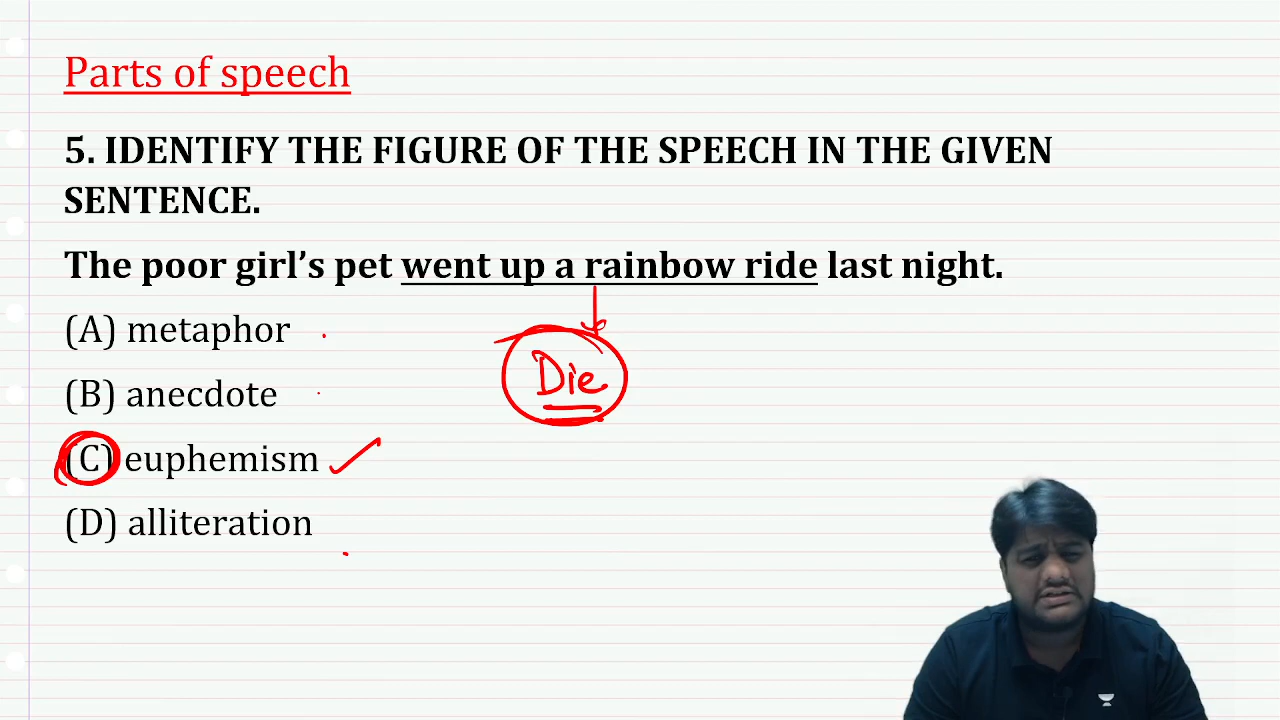 Parts of speech
5. IDENTIFY THE FIGURE OF THE SPEECH IN THE GIVEN
SENTENCE.
The poor girl’s pet went up a rainbow ride last night.
(A) metaphor
Die
(B) anecdote
(C) euphemism
(D) alliteration